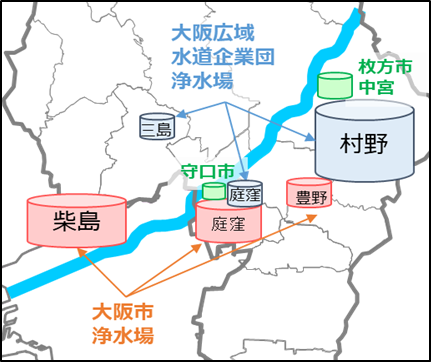 大阪広域
水道企業団
浄水場
枚方市
中宮
三島
村野
守口市
庭窪
豊野
柴島
庭窪
大阪市
浄水場